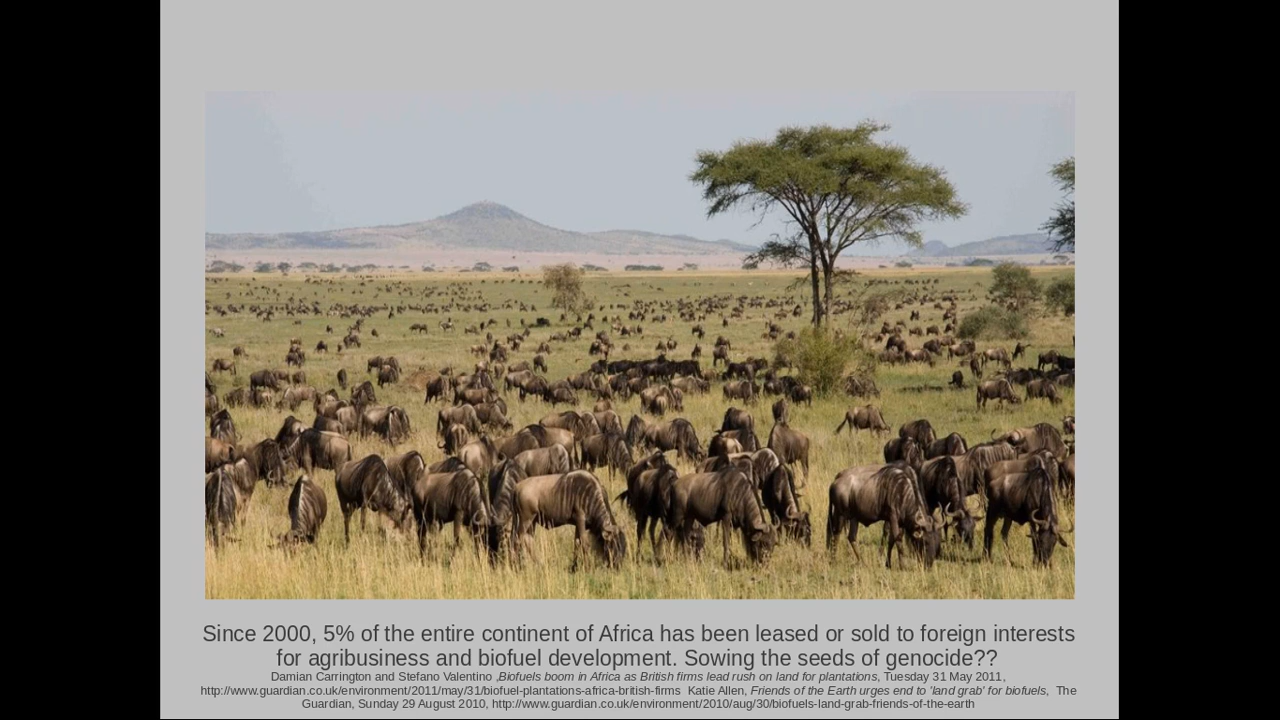 Since 2000, 5% of the entire continent of Africa has been leased or sold to foreign interests
for agribusiness and biofuel development. Sowing the seeds of genocide??
Damian Carrington and Stefano Valentino ,Biofuels boom in Africa as British firms lead rush on land for plantations, Tuesday 31 May 2011,
http://www.guardian.co.uk/environment/2011/may/31/biofuel-plantations-africa-british-firms  Katie Allen, Friends of the Earth urges end to 'land grab' for biofuels,  The
Guardian, Sunday 29 August 2010, http://www.guardian.co.uk/environment/2010/aug/30/biofuels-land-grab-friends-of-the-earth